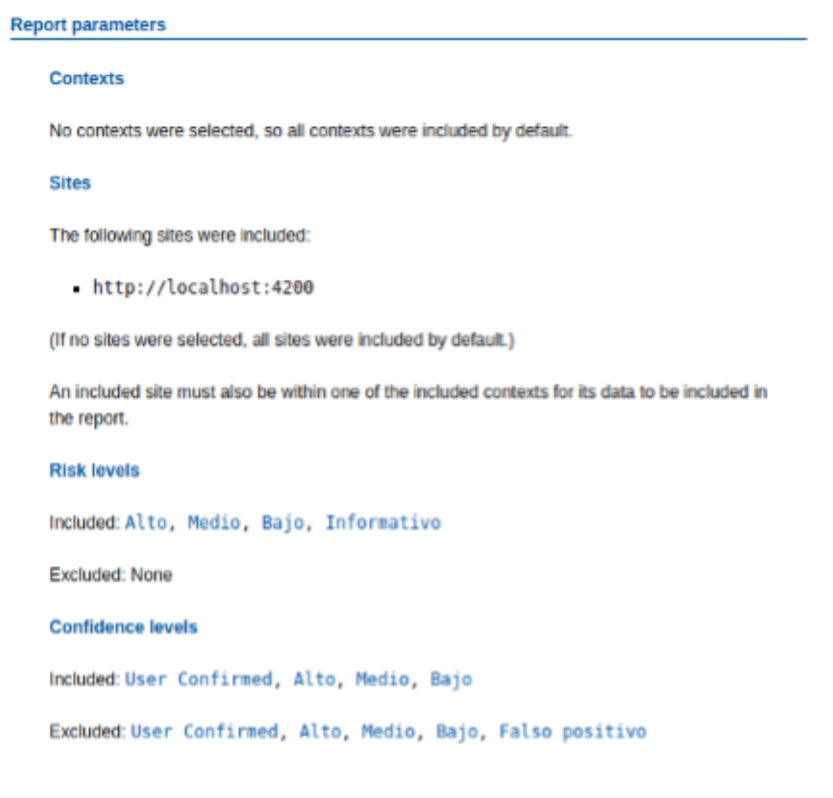 Report parameters
Contexts
No contexts were selected, so all contexts were included by default.
Sites
The following sites were included:
▪ http://localhost:4200
(If no sites were selected, all sites were included by default.)
An included site must also be within one of the included contexts for its data to be included in
the report.
Risk levels
Included: Alto, Medio, Bajo, Informativo
Excluded: None
Confidence levels
Included: User Confirmed, Alto, Medio, Bajo
Excluded: User Confirmed, Alto, Medio, Bajo, Falso positivo